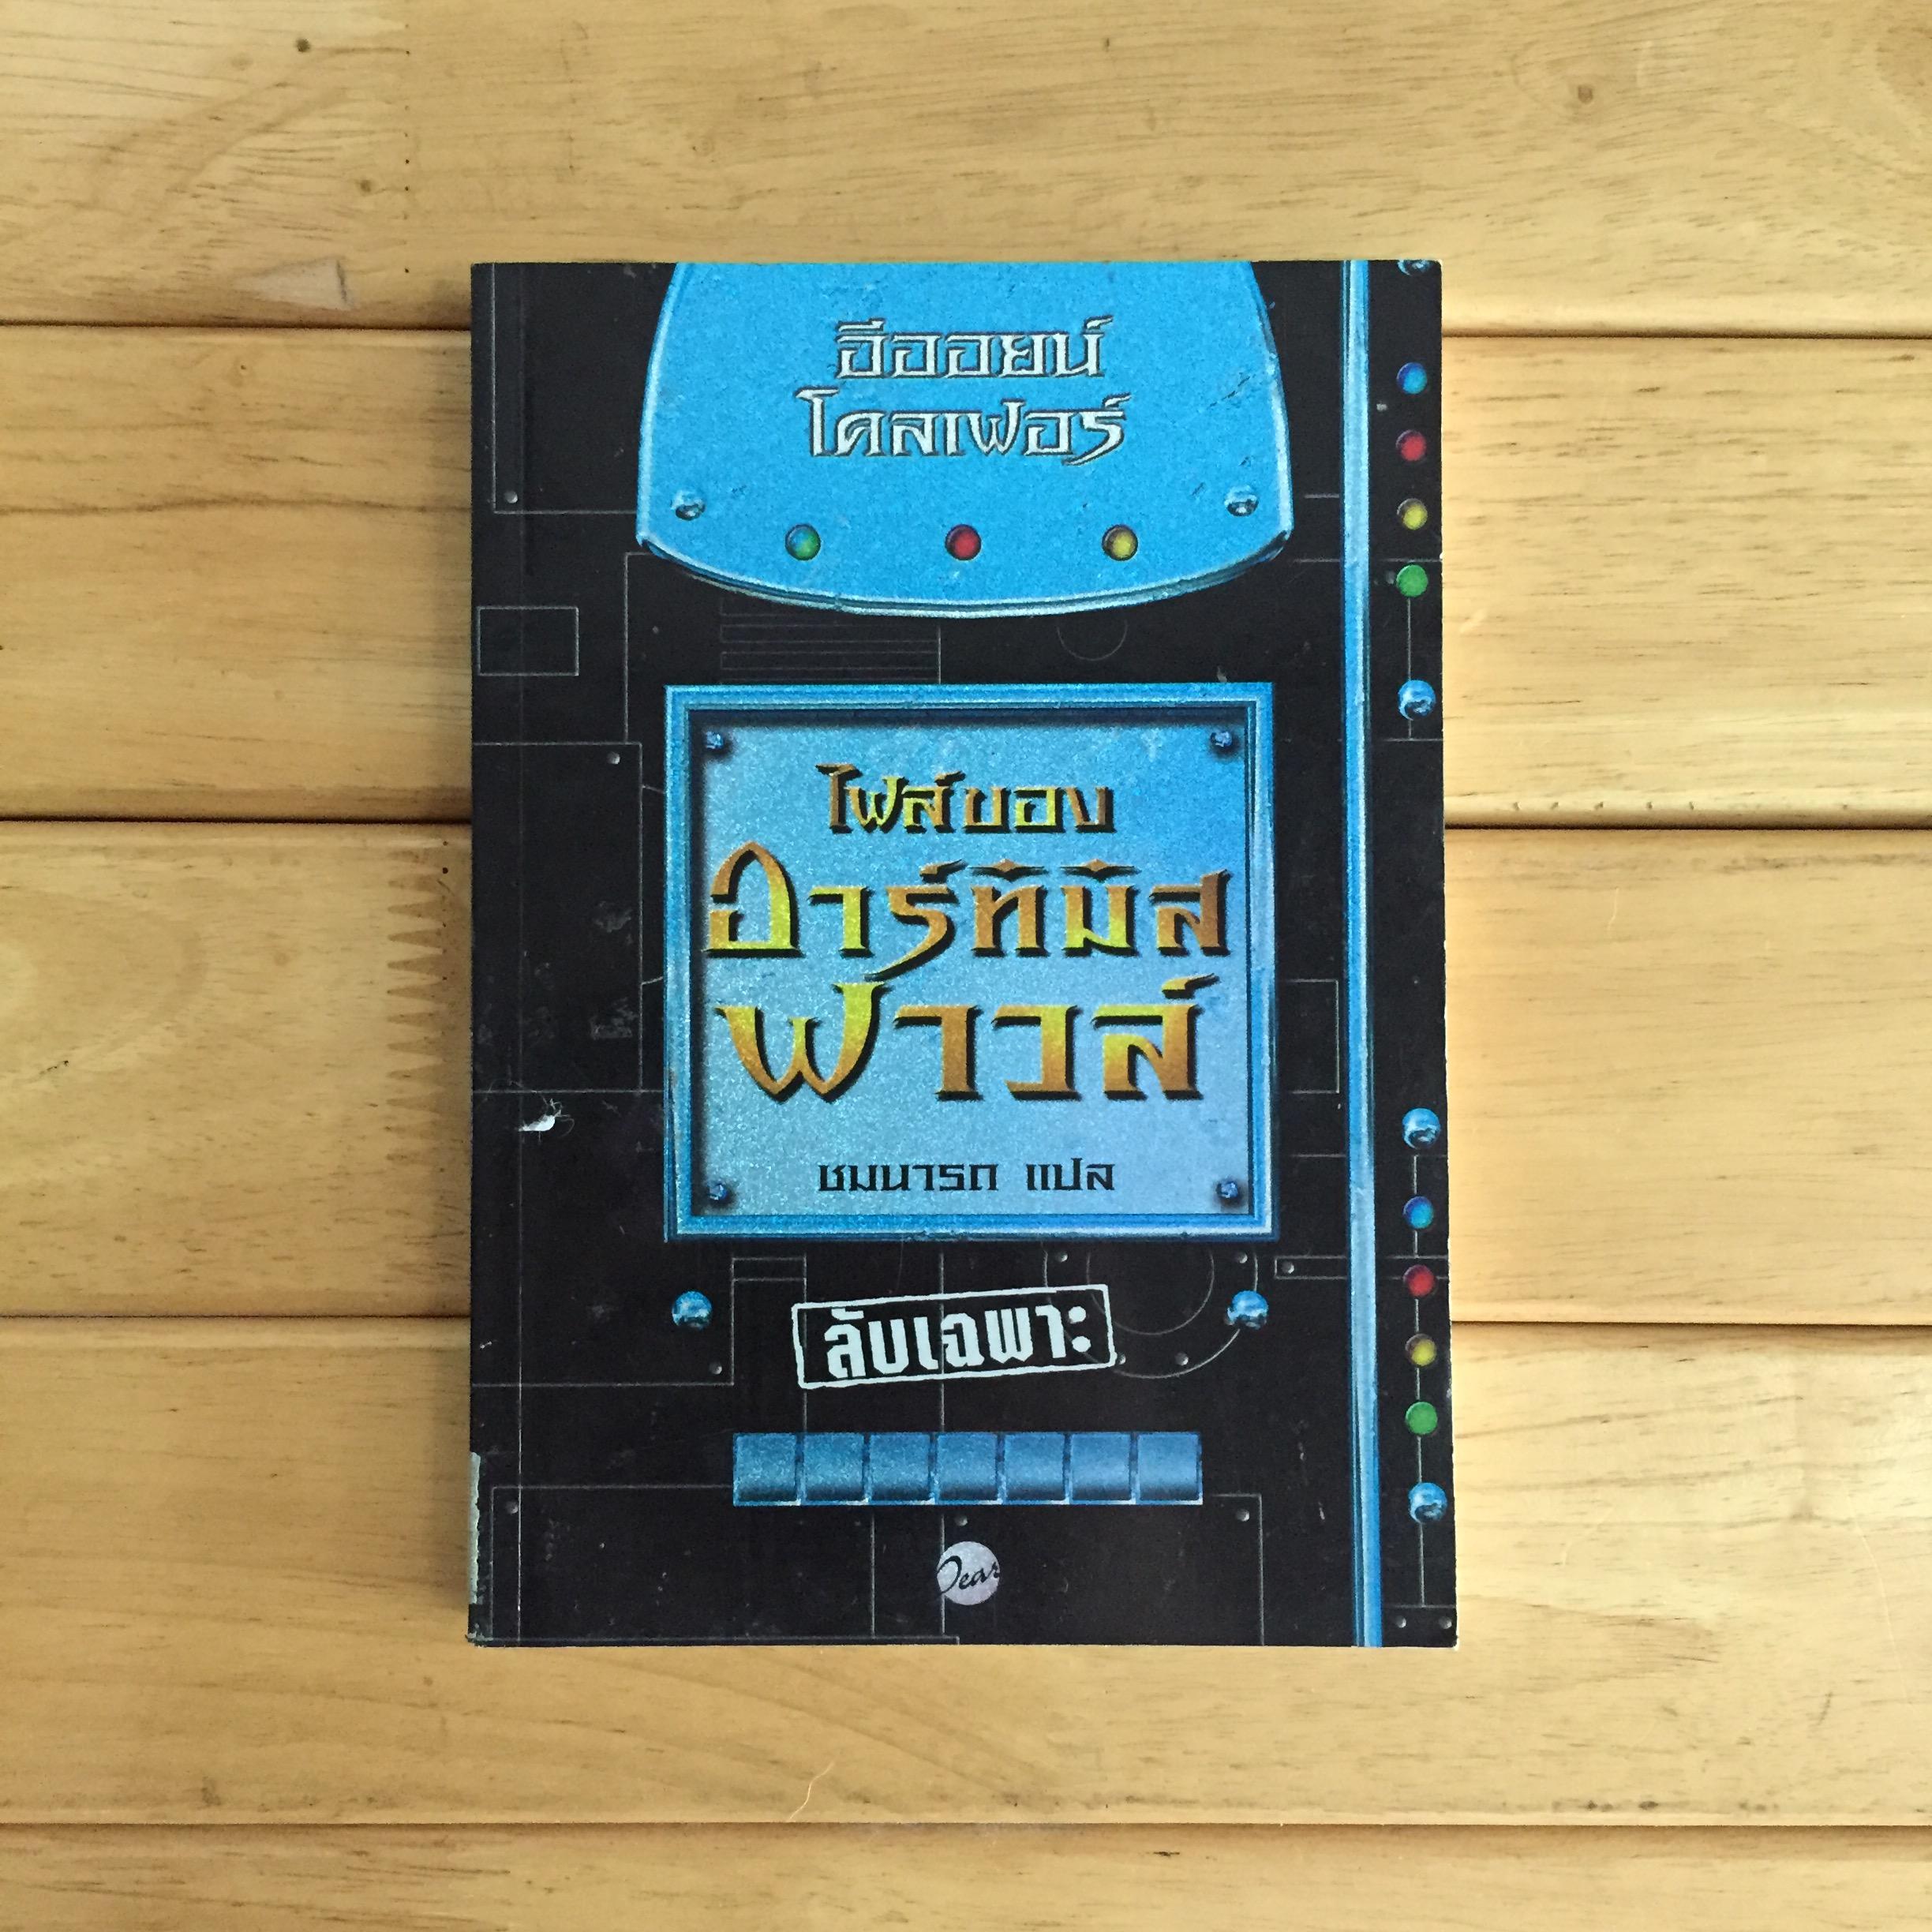 อีออยน์
โคลเฟอร์
ไฟล์ของ
อาร์ทิมิส
ฟาวล์
ชมนารถ แปล
ลับเฉพาะ
Dear